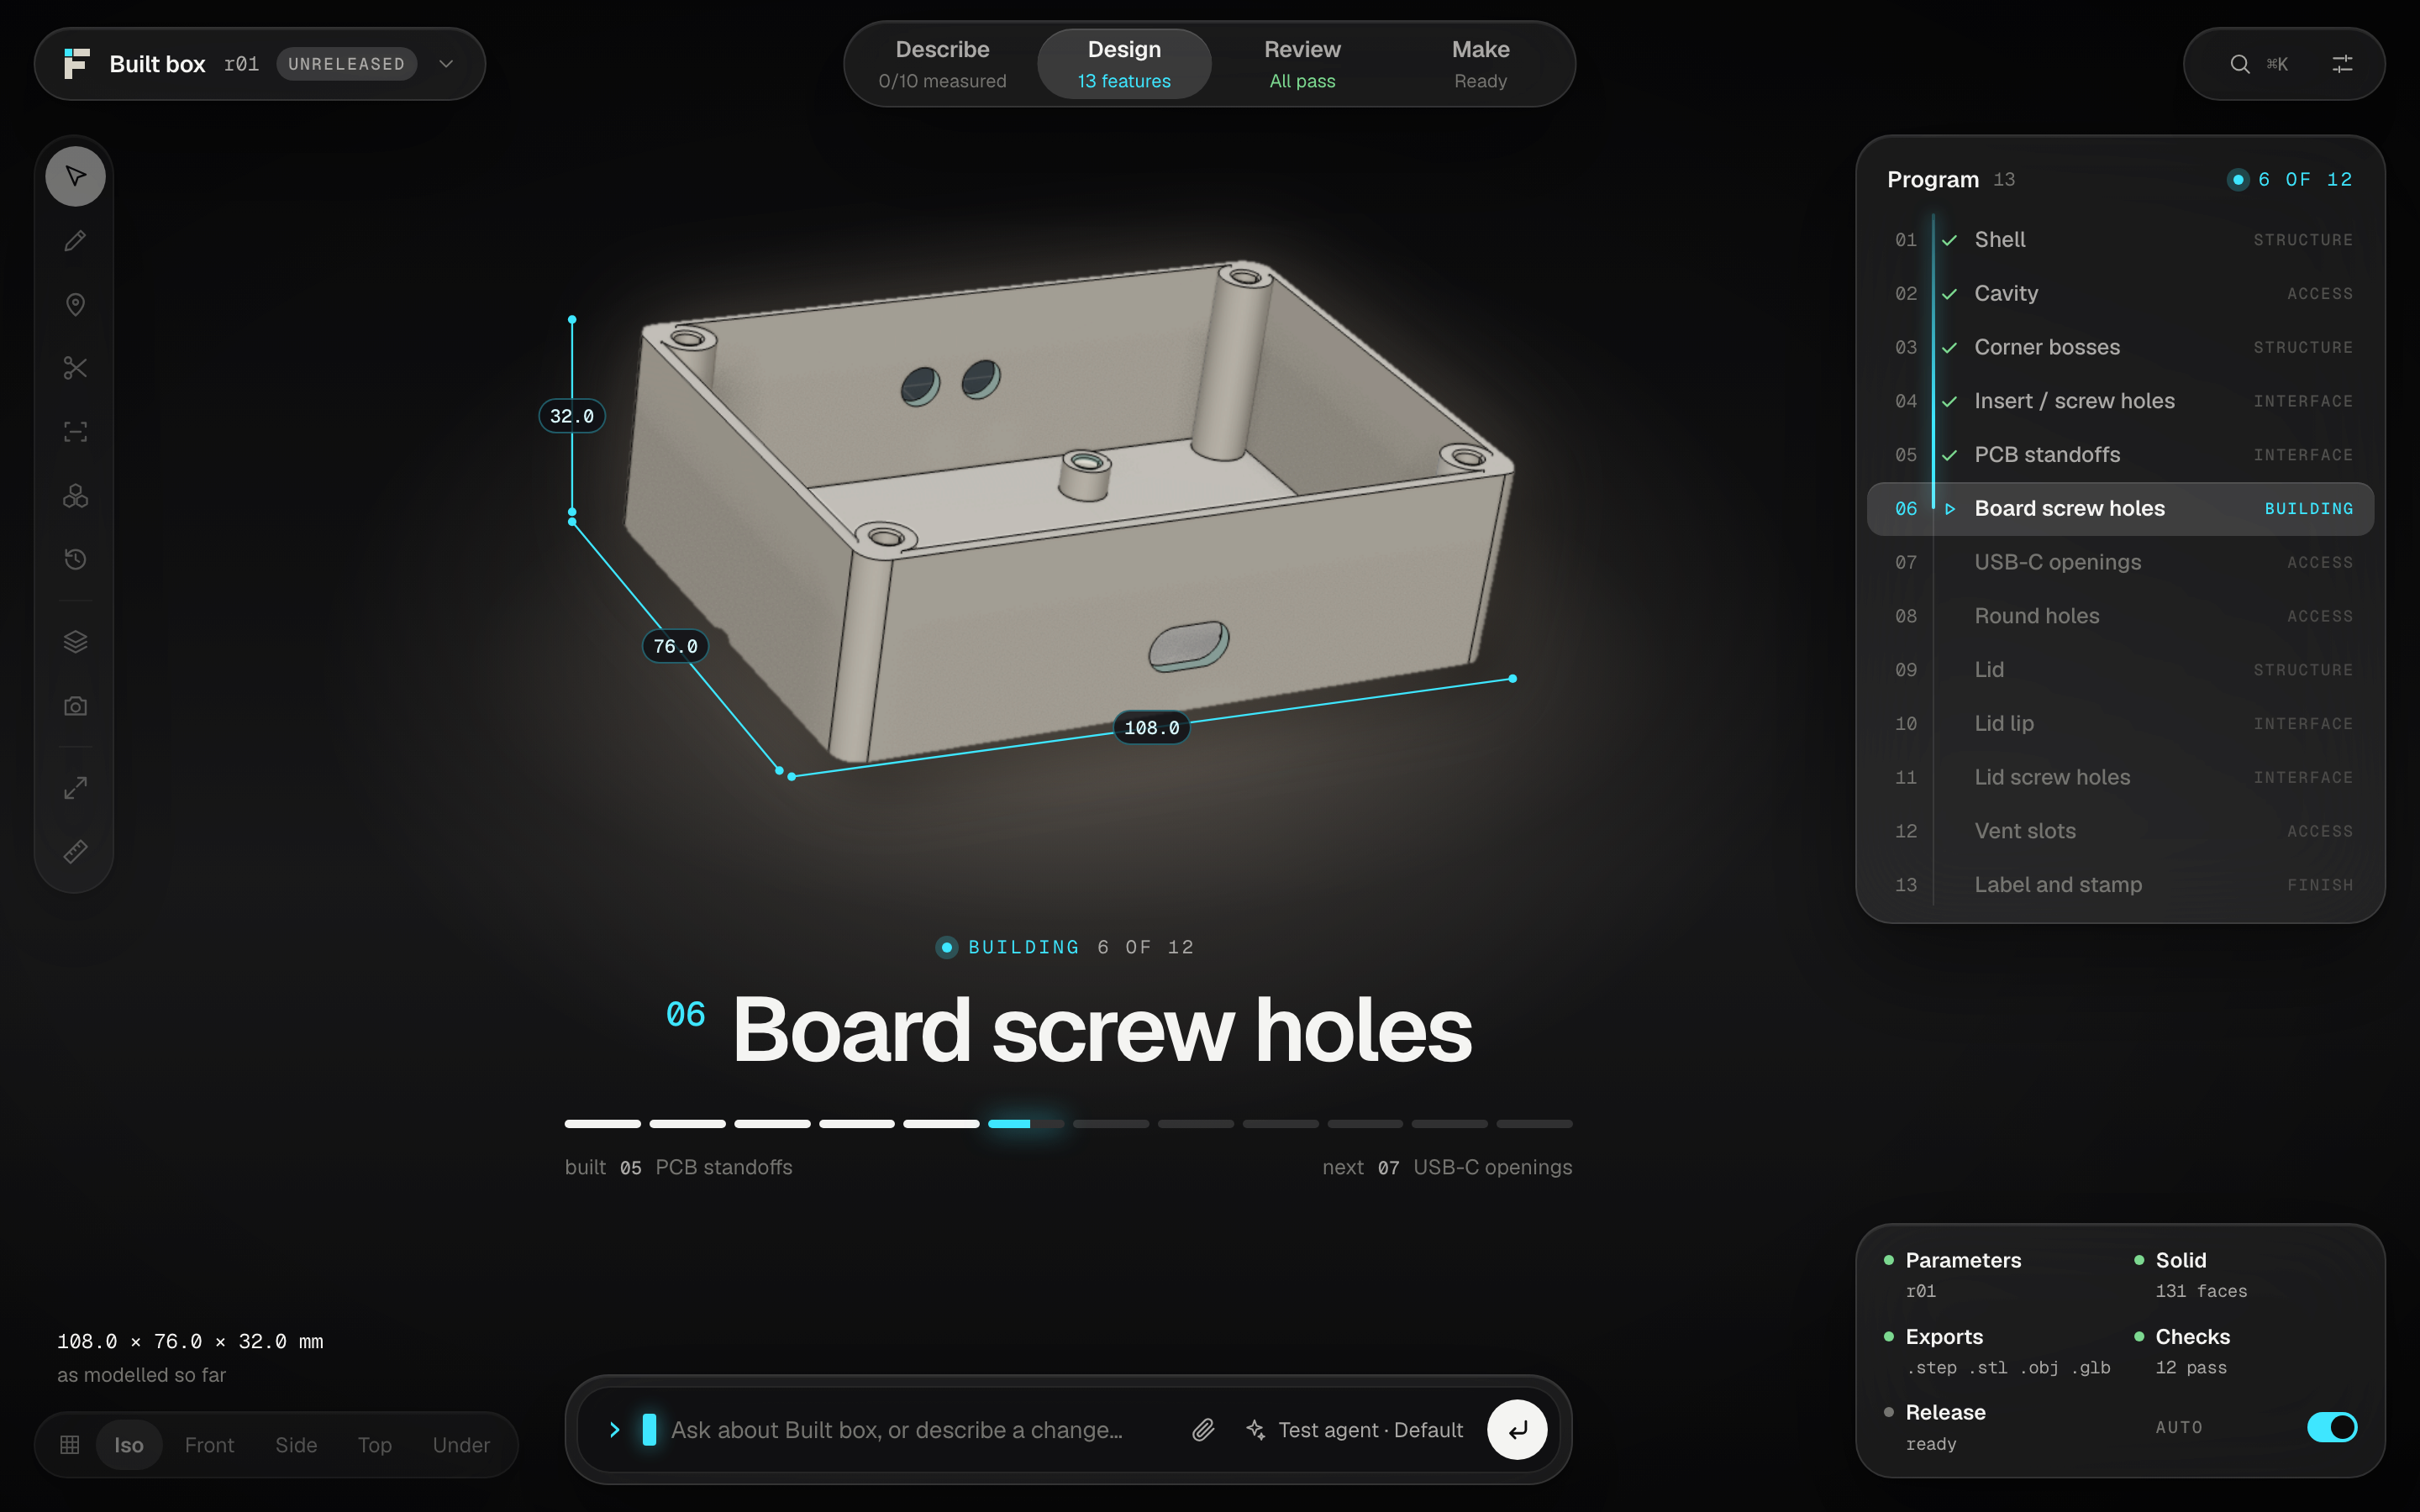 Built box r01 UNRELEASED
Describe
0/10 measured
Design
13 features
Review
All pass
Make
Ready
⌘K
Program 13
6 OF 12
01 Shell STRUCTURE
02 Cavity ACCESS
03 Corner bosses STRUCTURE
04 Insert / screw holes INTERFACE
05 PCB standoffs INTERFACE
06 Board screw holes BUILDING
07 USB-C openings ACCESS
08 Round holes ACCESS
09 Lid STRUCTURE
10 Lid lip INTERFACE
11 Lid screw holes INTERFACE
12 Vent slots ACCESS
13 Label and stamp FINISH
32.0
76.0
108.0
BUILDING 6 OF 12
06 Board screw holes
built 05 PCB standoffs
next 07 USB-C openings
108.0 × 76.0 × 32.0 mm
as modelled so far
Iso Front Side Top Under
Ask about Built box, or describe a change...
Test agent · Default
Parameters
r01
Solid
131 faces
Exports
.step .stl .obj .glb
Checks
12 pass
Release
ready
AUTO